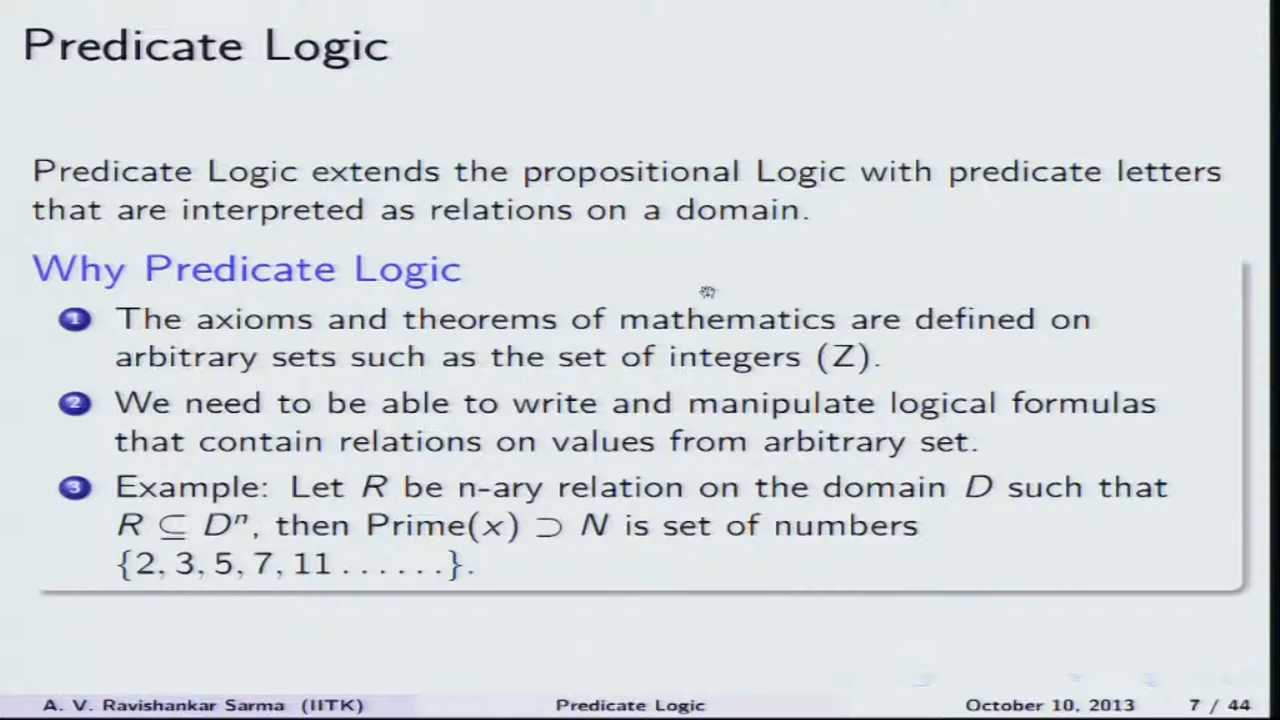 Predicate Logic
Predicate Logic extends the propositional Logic with predicate letters
that are interpreted as relations on a domain.
Why Predicate Logic
1 The axioms and theorems of mathematics are defined on
arbitrary sets such as the set of integers (Z).
2 We need to be able to write and manipulate logical formulas
that contain relations on values from arbitrary set.
3 Example: Let R be n-ary relation on the domain D such that
R ⊆ Dⁿ, then Prime(x) ⊃ N is set of numbers
{2, 3, 5, 7, 11 . . . . . .}.
A. V. Ravishankar Sarma (IITK) Predicate Logic October 10, 2013 7 / 44